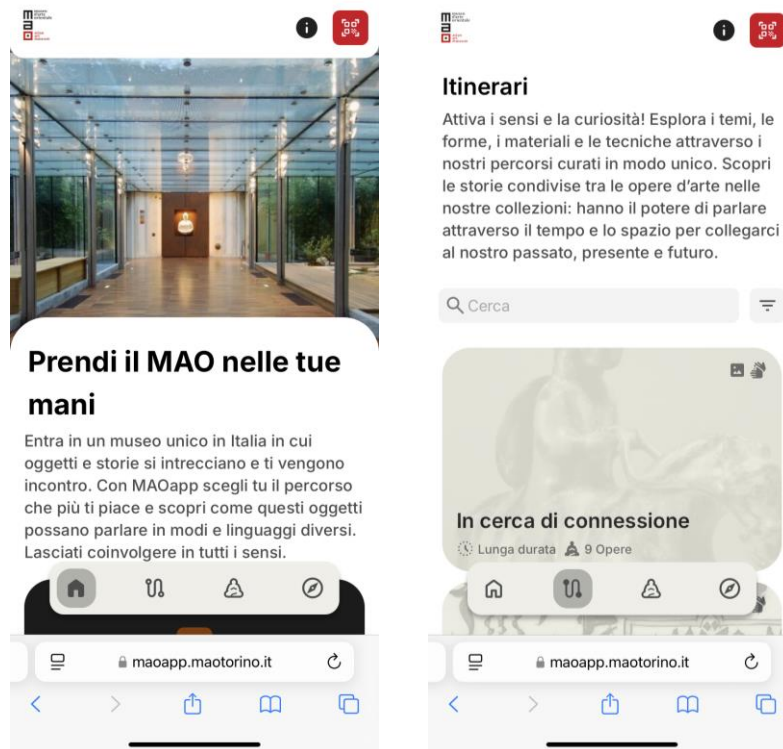 Prendi il MAO nelle tue
mani
Entra in un museo unico in Italia in cui
oggetti e storie si intrecciano e ti vengono
incontro. Con MAOapp scegli tu il percorso
che più ti piace e scopri come questi oggetti
possano parlare in modi e linguaggi diversi.
Lasciati coinvolgere in tutti i sensi.
maoapp.maotorino.it
Itinerari
Attiva i sensi e la curiosità! Esplora i temi, le
forme, i materiali e le tecniche attraverso i
nostri percorsi curati in modo unico. Scopri
le storie condivise tra le opere d’arte nelle
nostre collezioni: hanno il potere di parlare
attraverso il tempo e lo spazio per collegarci
al nostro passato, presente e futuro.
Cerca
In cerca di connessione
Lunga durata 9 Opere
maoapp.maotorino.it